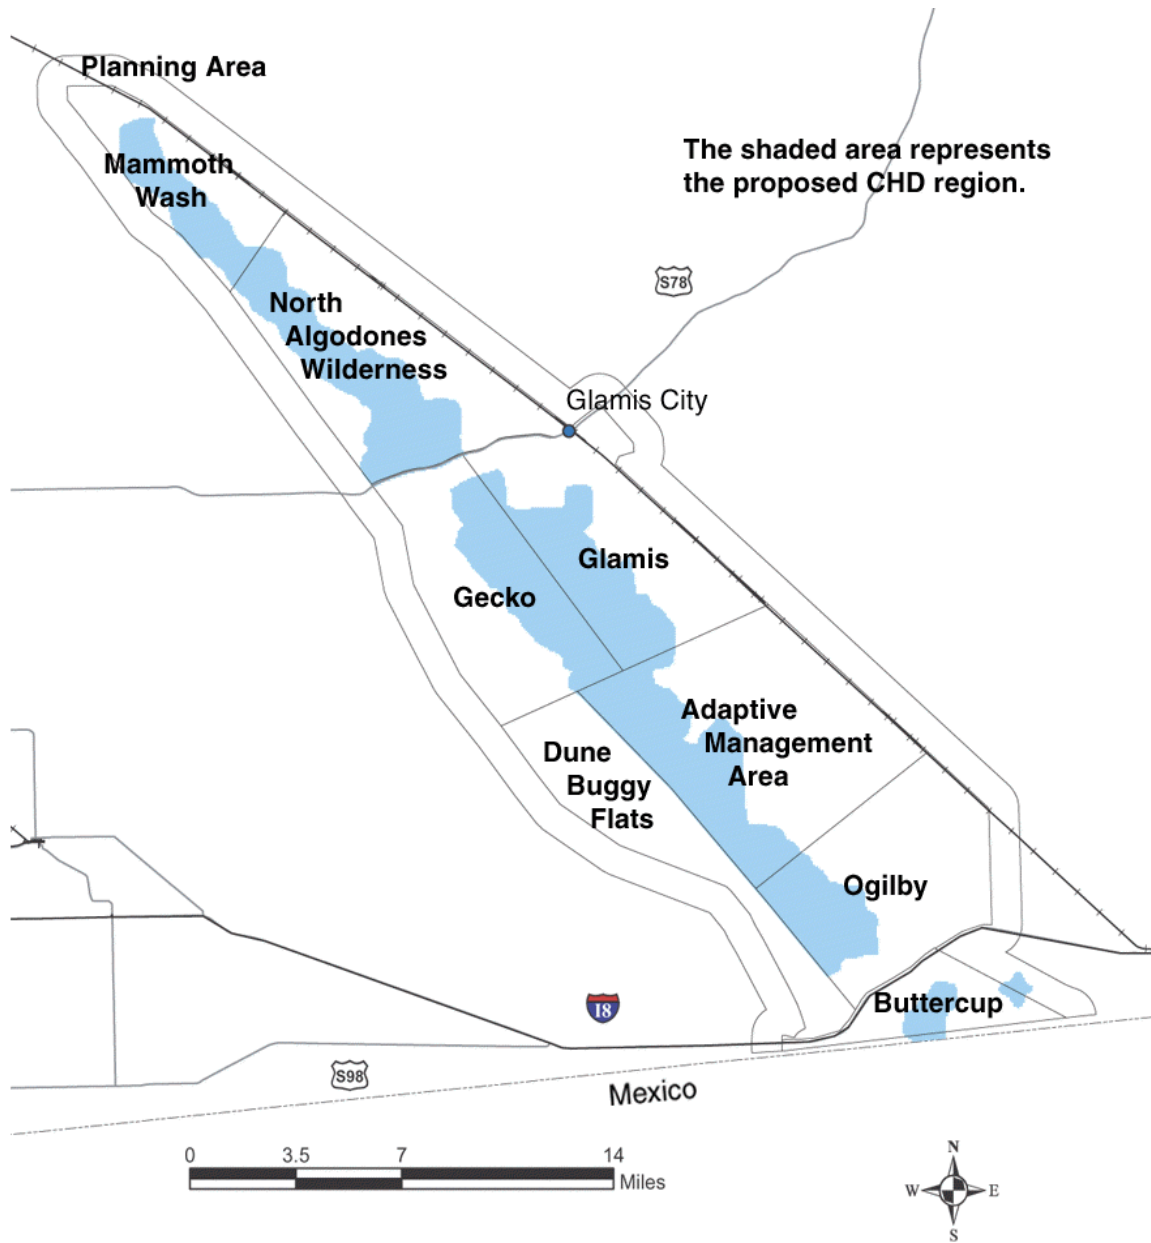 Planning Area
The shaded area represents
the proposed CHD region.
Mammoth
Wash
S78
North
Algodones
Wilderness
Glamis City
Glamis
Gecko
Adaptive
Management
Area
Dune
Buggy
Flats
Ogilby
Buttercup
I8
S98
Mexico
0 3.5 7 14
Miles
N
W E
S